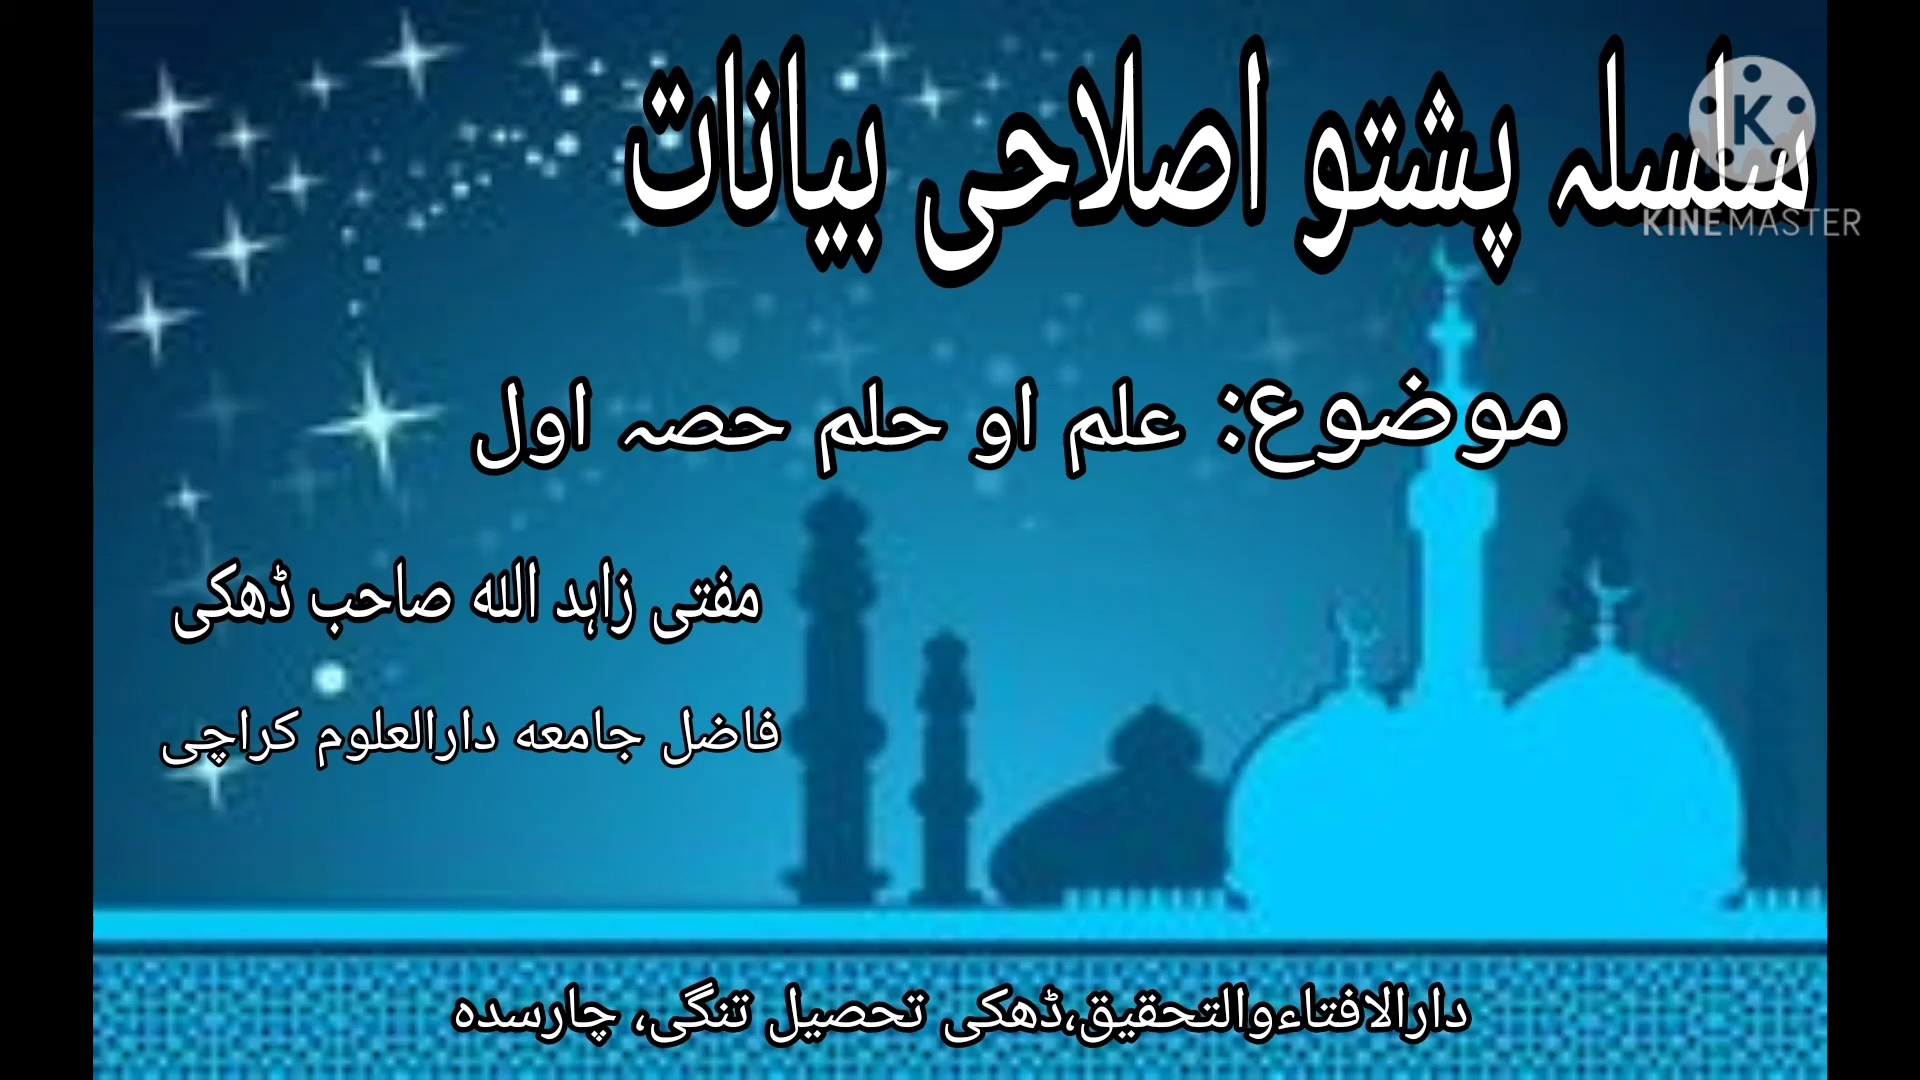 سلسلہ پشتو اصلاحی بیانات
K
KINEMASTER
موضوع: علم او حلم حصہ اول
مفتی زاہد اللہ صاحب ڈھکی
فاضل جامعہ دارالعلوم کراچی
دارالافتاءوالتحقیق،ڈھکی تحصیل تنگی، چارسدہ